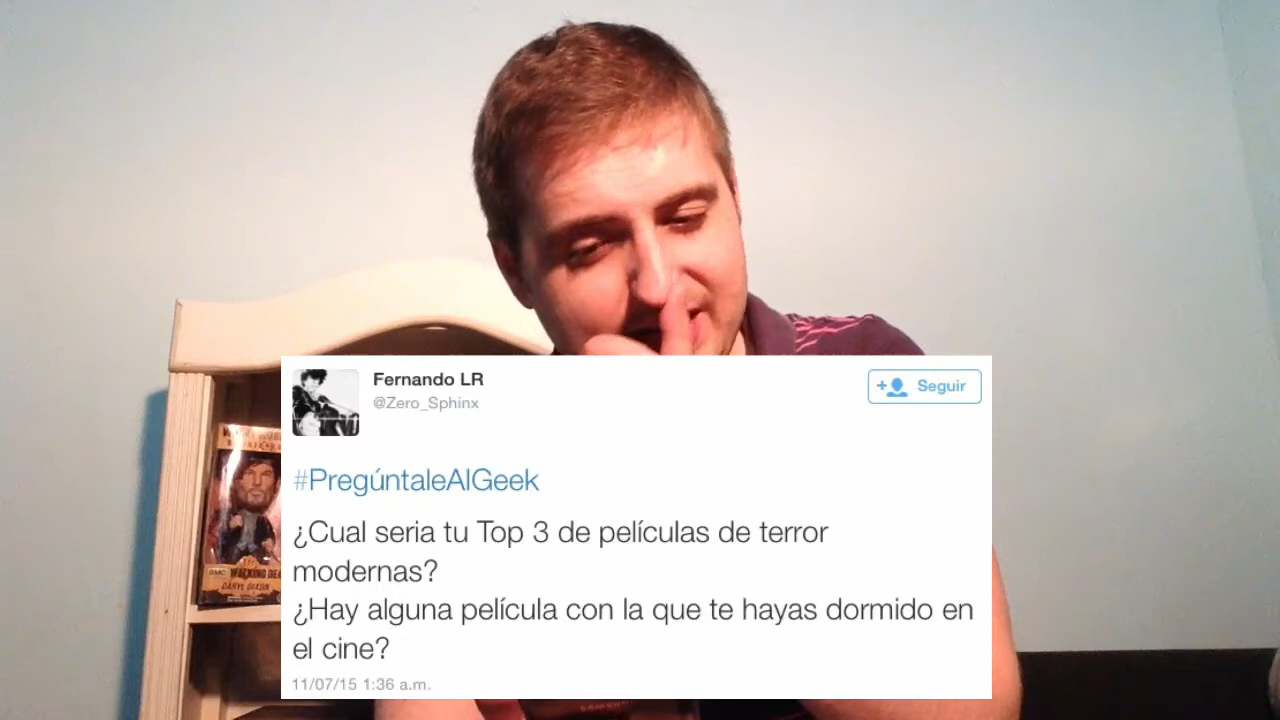 Fernando LR
@Zero_Sphinx
Seguir
#PregúntaleAlGeek
¿Cual seria tu Top 3 de películas de terror
modernas?
¿Hay alguna película con la que te hayas dormido en
el cine?
11/07/15 1:36 a.m.
AMC
WALKING DE
DARYL DIXON